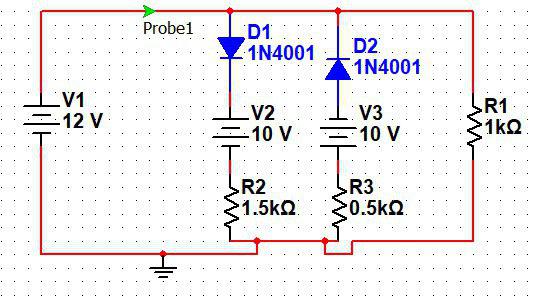 Probe1
D1
1N4001
D2
1N4001
V1
12 V
V2
10 V
V3
10 V
R1
1kΩ
R2
1.5kΩ
R3
0.5kΩ